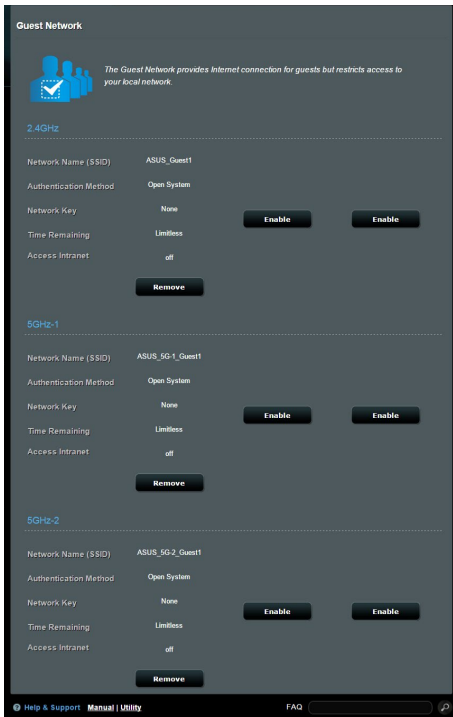 Guest Network
The Guest Network provides Internet connection for guests but restricts access to
your local network.
2.4GHz
Network Name (SSID) ASUS_Guest1
Authentication Method Open System
Network Key None
Enable Enable
Time Remaining Limitless
Access Intranet off
Remove
5GHz-1
Network Name (SSID) ASUS_5G-1_Guest1
Authentication Method Open System
Network Key None
Enable Enable
Time Remaining Limitless
Access Intranet off
Remove
5GHz-2
Network Name (SSID) ASUS_5G-2_Guest1
Authentication Method Open System
Network Key None
Enable Enable
Time Remaining Limitless
Access Intranet off
Remove
Help & Support Manual | Utility FAQ